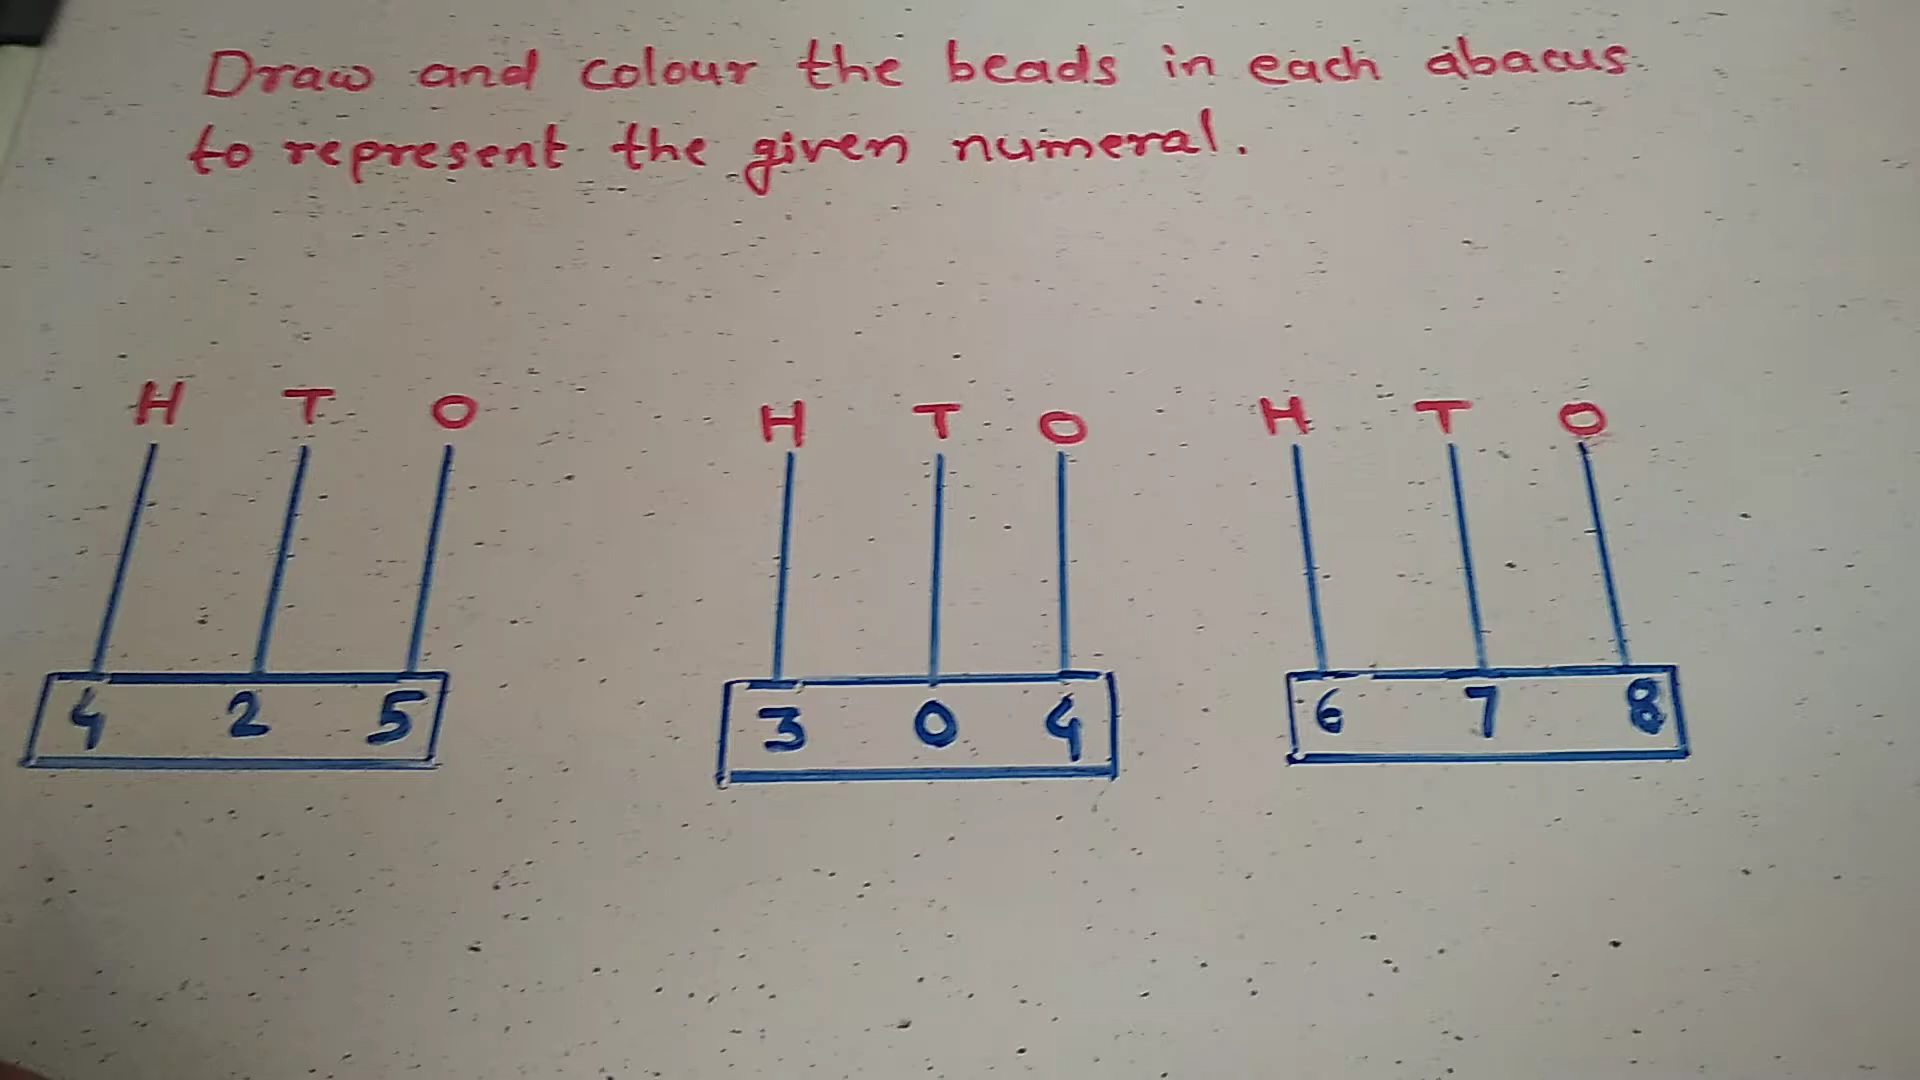 Draw and colour the beads in each abacus
to represent the given numeral.
H T O
H T O
H T O
4 2 5
3 0 4
6 7 8